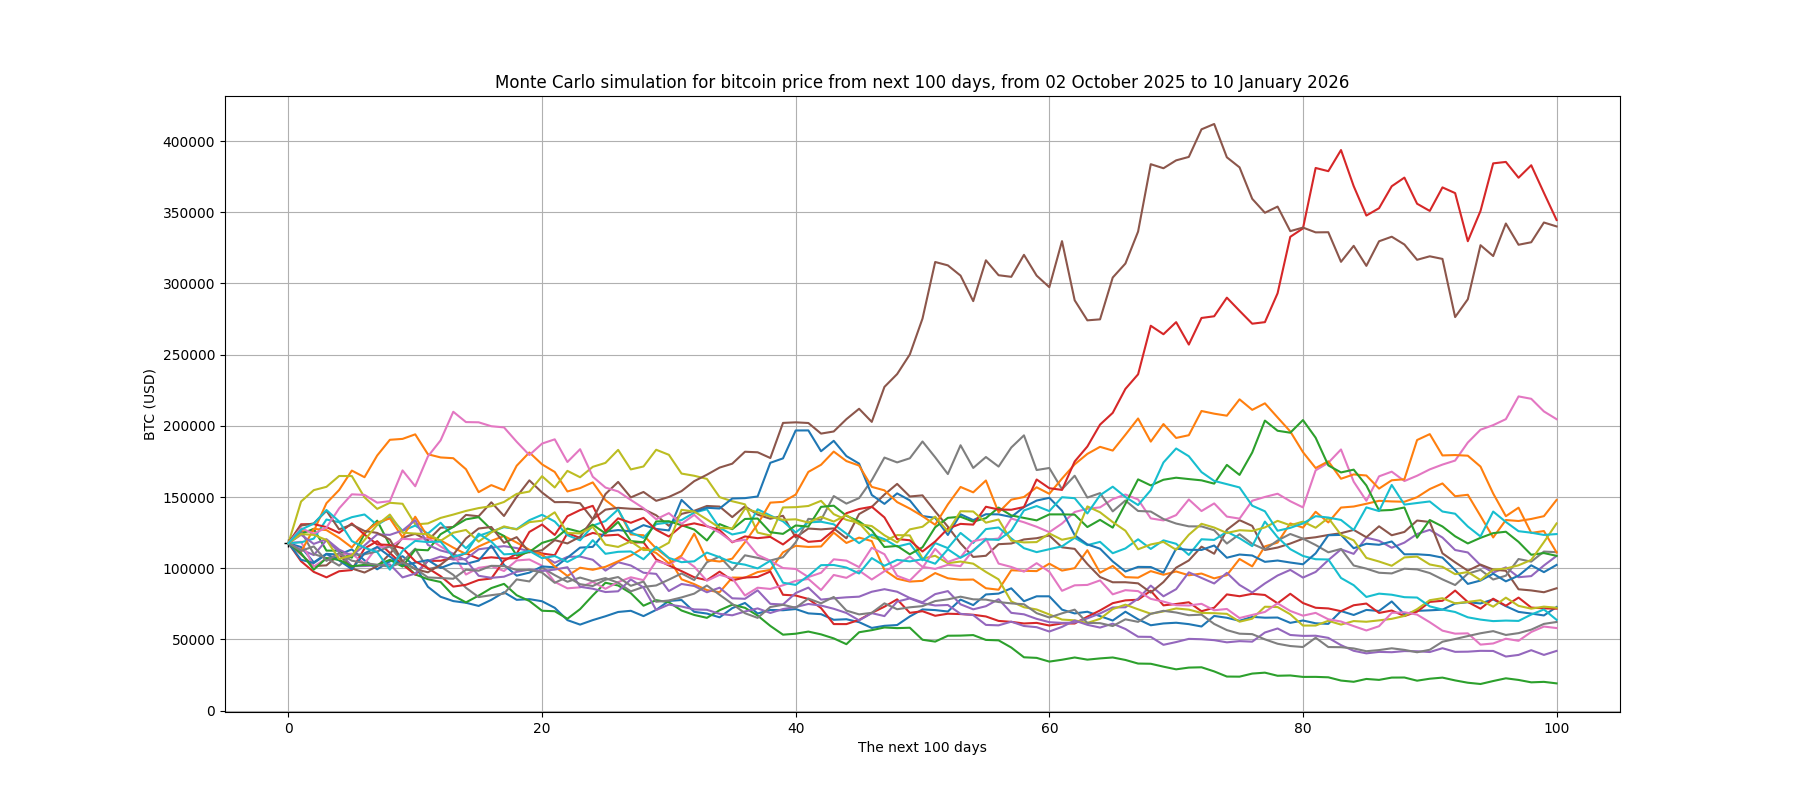 Monte Carlo simulation for bitcoin price from next 100 days, from 02 October 2025 to 10 January 2026
400000
350000
300000
250000
200000
150000
100000
50000
0
BTC (USD)
0 20 40 60 80 100
The next 100 days